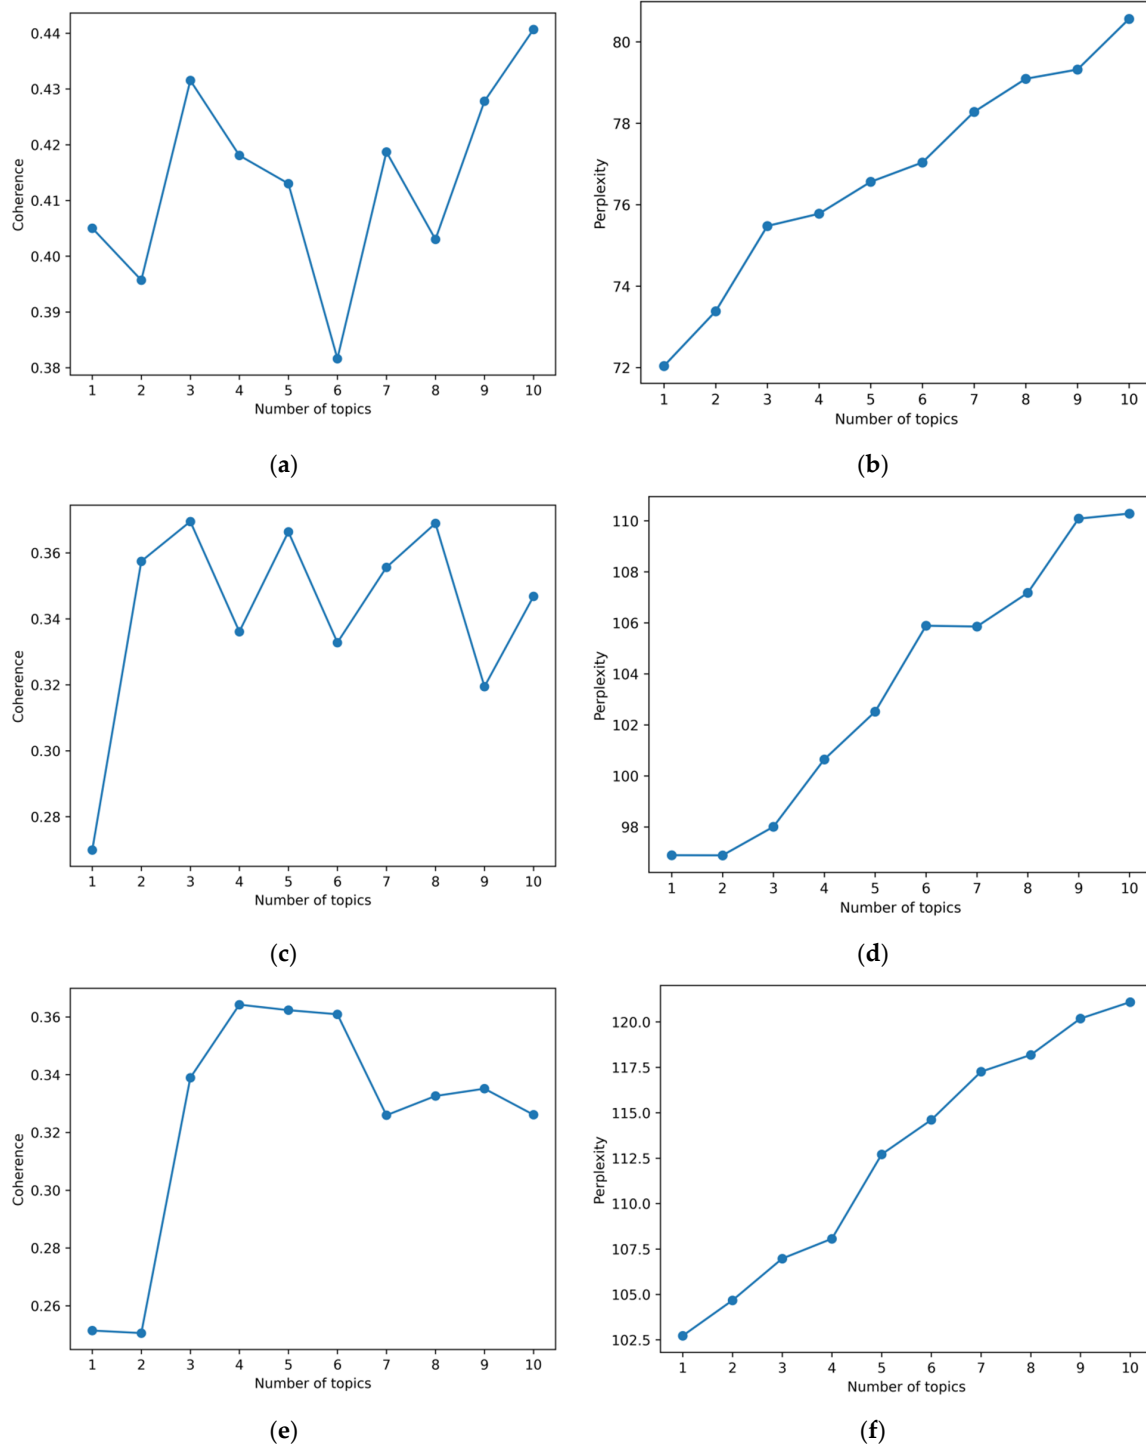 0.44
0.43
0.42
0.41
0.40
0.39
0.38
Coherence
1 2 3 4 5 6 7 8 9 10
Number of topics
(a)
80
78
76
74
72
Perplexity
1 2 3 4 5 6 7 8 9 10
Number of topics
(b)
0.36
0.34
0.32
0.30
0.28
Coherence
1 2 3 4 5 6 7 8 9 10
Number of topics
(c)
110
108
106
104
102
100
98
Perplexity
1 2 3 4 5 6 7 8 9 10
Number of topics
(d)
0.36
0.34
0.32
0.30
0.28
0.26
Coherence
1 2 3 4 5 6 7 8 9 10
Number of topics
(e)
120.0
117.5
115.0
112.5
110.0
107.5
105.0
102.5
Perplexity
1 2 3 4 5 6 7 8 9 10
Number of topics
(f)